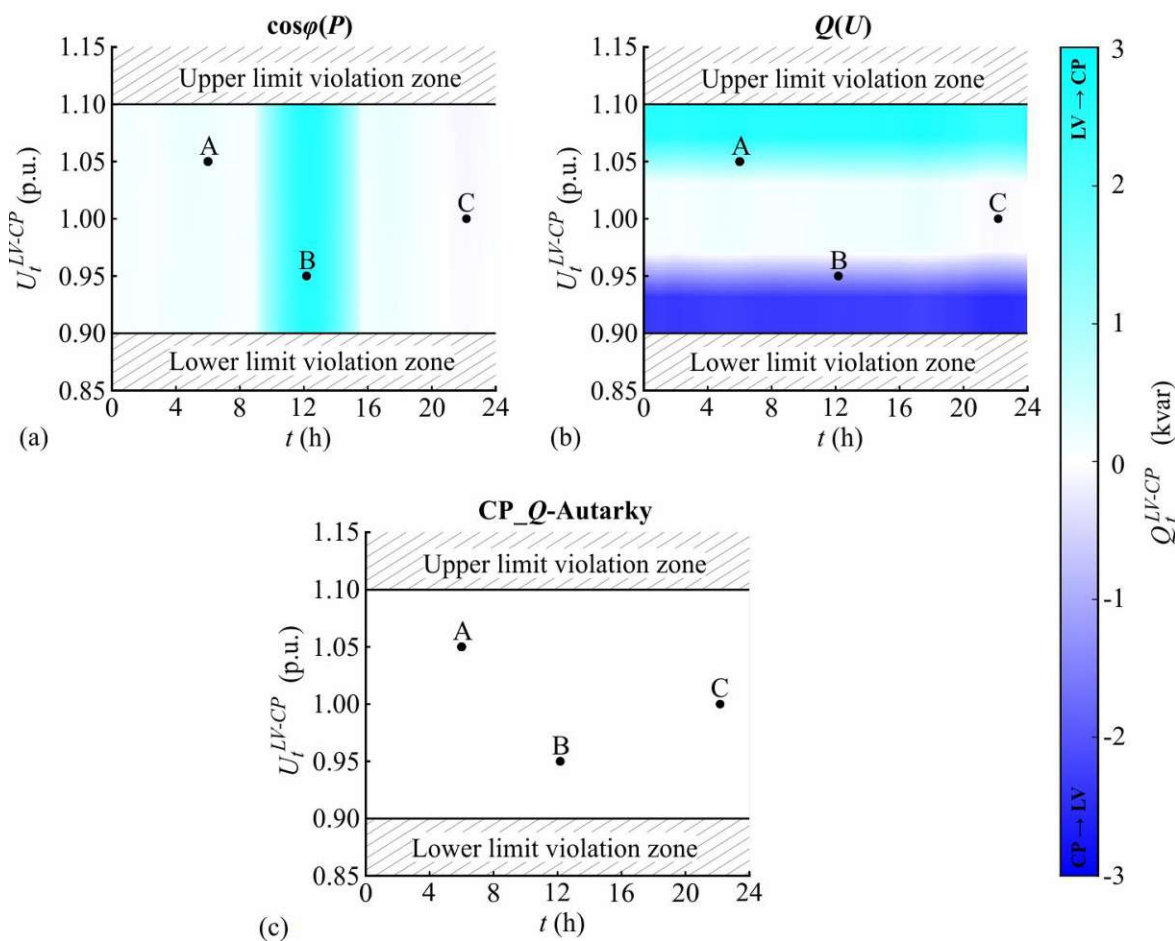 cosφ(P)
1.15
1.10
1.05
1.00
0.95
0.90
0.85
U_t^{LV-CP} (p.u.)
Upper limit violation zone
A
C
B
Lower limit violation zone
0 4 8 12 16 20 24
t (h)
(a)
Q(U)
1.15
1.10
1.05
1.00
0.95
0.90
0.85
U_t^{LV-CP} (p.u.)
Upper limit violation zone
A
C
B
Lower limit violation zone
0 4 8 12 16 20 24
t (h)
(b)
CP_Q-Autarky
1.15
1.10
1.05
1.00
0.95
0.90
0.85
U_t^{LV-CP} (p.u.)
Upper limit violation zone
A
C
B
Lower limit violation zone
0 4 8 12 16 20 24
t (h)
(c)
LV → CP
CP → LV
3
2
1
0
-1
-2
-3
Q_t^{LV-CP} (kvar)